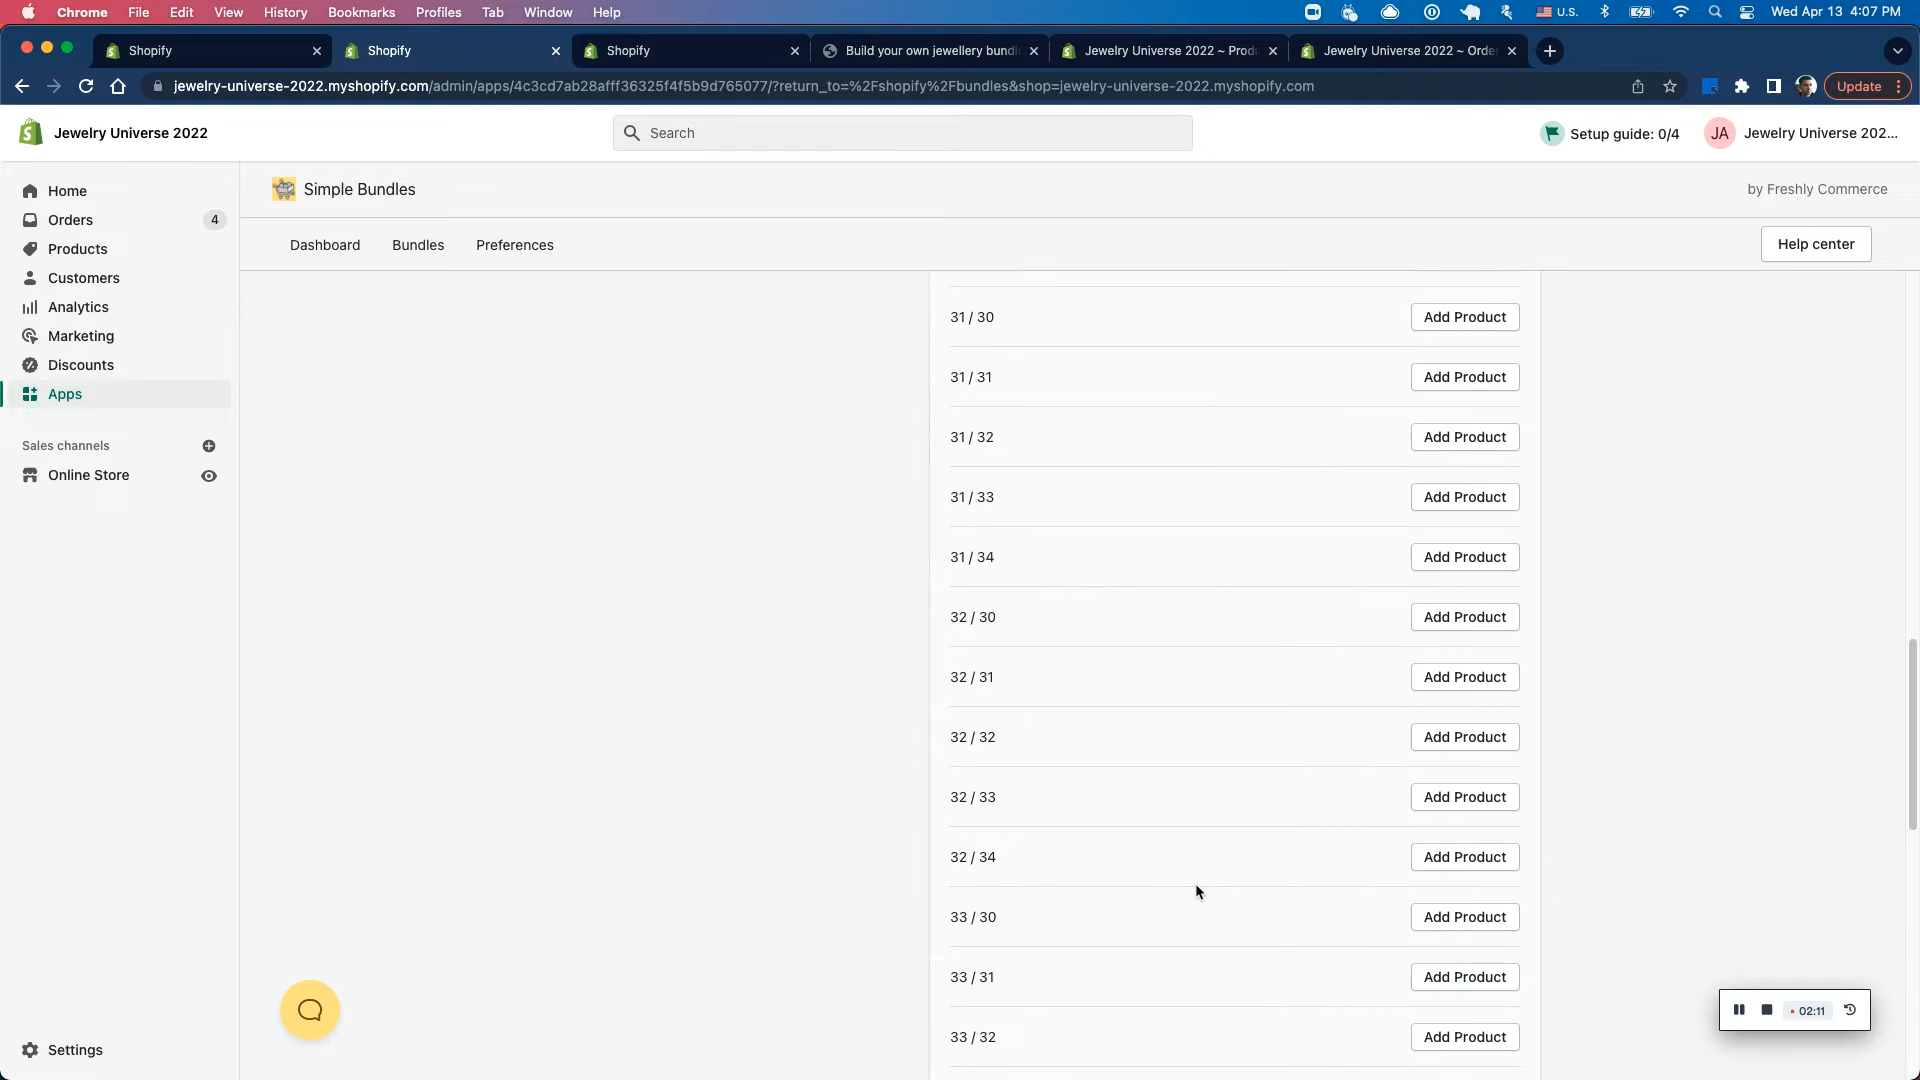 Chrome File Edit View History Bookmarks Profiles Tab Window Help U.S. Wed Apr 13 4:07 PM
Shopify Shopify Shopify Build your own jewellery bundl Jewelry Universe 2022 ~ Prod Jewelry Universe 2022 ~ Orde
jewelry-universe-2022.myshopify.com/admin/apps/4c3cd7ab28afff36325f4f5b9d765077/?return_to=%2Fshopify%2Fbundles&shop=jewelry-universe-2022.myshopify.com Update
Jewelry Universe 2022 Search Setup guide: 0/4 JA Jewelry Universe 202...
Home
Orders 4
Products
Customers
Analytics
Marketing
Discounts
Apps
Sales channels
Online Store
Settings
Simple Bundles by Freshly Commerce
Dashboard Bundles Preferences Help center
31 / 30 Add Product
31 / 31 Add Product
31 / 32 Add Product
31 / 33 Add Product
31 / 34 Add Product
32 / 30 Add Product
32 / 31 Add Product
32 / 32 Add Product
32 / 33 Add Product
32 / 34 Add Product
33 / 30 Add Product
33 / 31 Add Product
33 / 32 Add Product
02:11